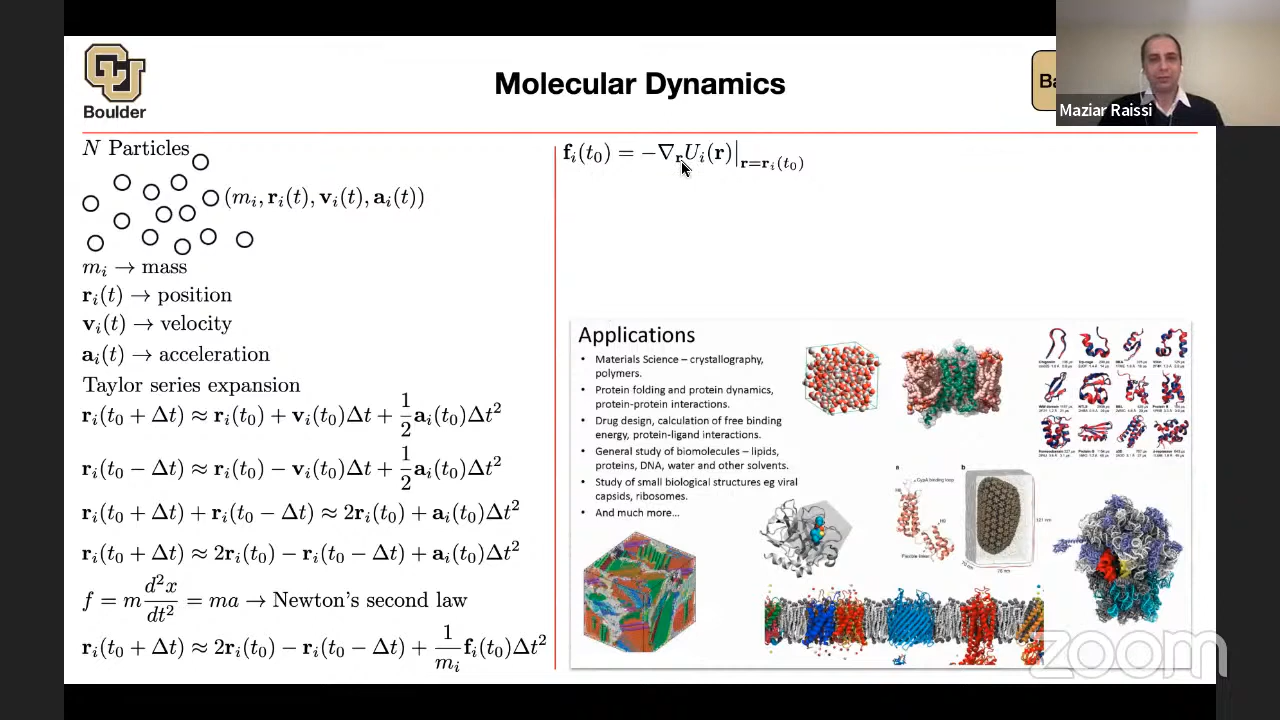 Boulder
Molecular Dynamics
Ba
Maziar Raissi
N Particles
(m_i, r_i(t), v_i(t), a_i(t))
m_i → mass
r_i(t) → position
v_i(t) → velocity
a_i(t) → acceleration
Taylor series expansion
r_i(t_0 + Δt) ≈ r_i(t_0) + v_i(t_0)Δt + 1/2 a_i(t_0)Δt^2
r_i(t_0 − Δt) ≈ r_i(t_0) − v_i(t_0)Δt + 1/2 a_i(t_0)Δt^2
r_i(t_0 + Δt) + r_i(t_0 − Δt) ≈ 2r_i(t_0) + a_i(t_0)Δt^2
r_i(t_0 + Δt) ≈ 2r_i(t_0) − r_i(t_0 − Δt) + a_i(t_0)Δt^2
f = m d^2x/dt^2 = ma → Newton's second law
r_i(t_0 + Δt) ≈ 2r_i(t_0) − r_i(t_0 − Δt) + 1/m_i f_i(t_0)Δt^2
f_i(t_0) = −∇_r U_i(r)|_{r=r_i(t_0)}
Applications
• Materials Science – crystallography,
polymers.
• Protein folding and protein dynamics,
protein-protein interactions.
• Drug design, calculation of free binding
energy, protein-ligand interactions.
• General study of biomolecules – lipids,
proteins, DNA, water and other solvents.
• Study of small biological structures eg viral
capsids, ribosomes.
• And much more…
a
b
CypA binding loop
Flexible linker
zoom